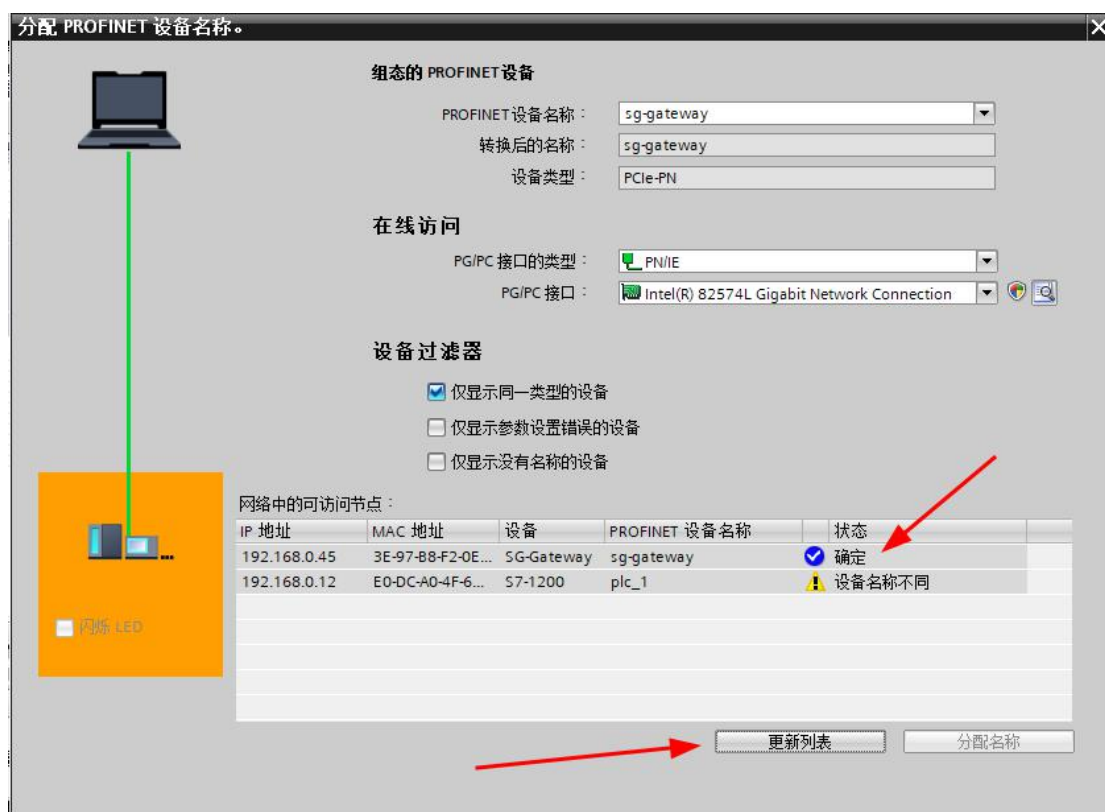 分配 PROFINET 设备名称。
组态的 PROFINET 设备
PROFINET 设备名称：
sg-gateway
转换后的名称：
sg-gateway
设备类型：
PCIe-PN
在线访问
PG/PC 接口的类型：
PN/IE
PG/PC 接口：
Intel(R) 82574L Gigabit Network Connection
设备过滤器
仅显示同一类型的设备
仅显示参数设置错误的设备
仅显示没有名称的设备
网络中的可访问节点：
IP 地址 MAC 地址 设备 PROFINET 设备名称 状态
192.168.0.45 3E-97-B8-F2-0E... SG-Gateway sg-gateway 确定
192.168.0.12 E0-DC-A0-4F-6... S7-1200 plc_1 设备名称不同
闪烁 LED
更新列表 分配名称